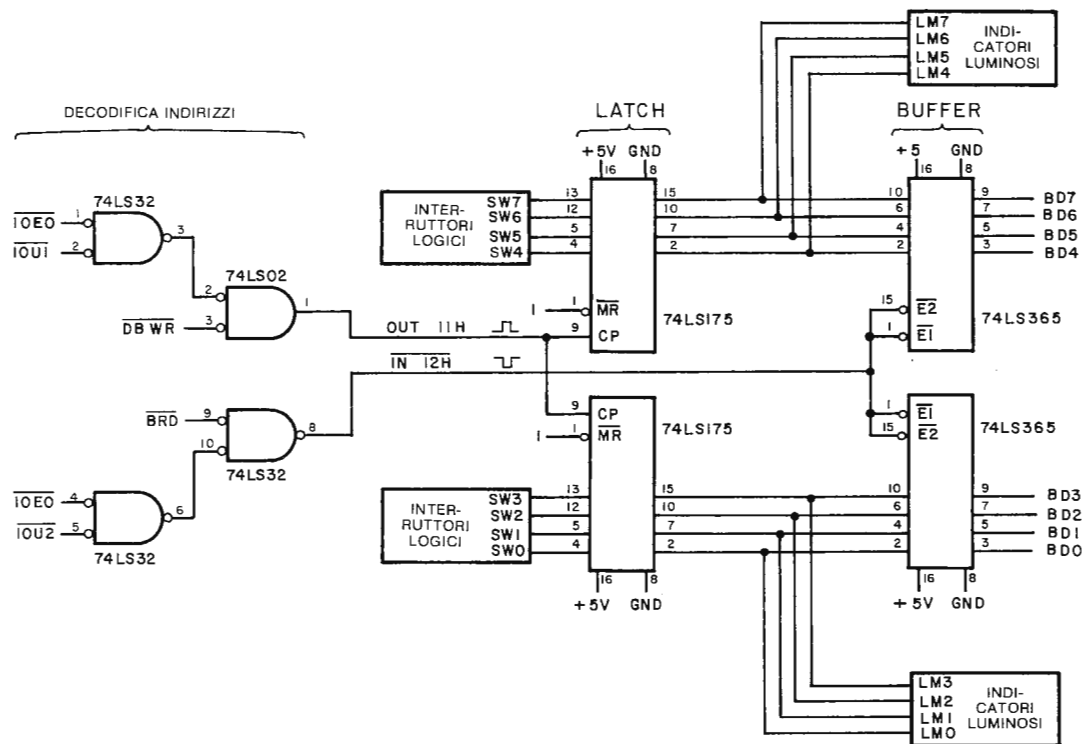 LM7
LM6
LM5
LM4
INDI-
CATORI
LUMINOSI
DECODIFICA INDIRIZZI
LATCH
BUFFER
+5V GND
16 8
+5 GND
16 8
74LS32
IOE0 1
IOU1 2
3
74LS02
2
DBWR 3
1
INTER-
RUTTORI
LOGICI
SW7 13
SW6 12
SW5 5
SW4 4
15 10
10 6
7 4
2 2
9 BD7
7 BD6
5 BD5
3 BD4
1 1 MR
9 CP
74LS175
15 E2
1 E1
74LS365
OUT 11H
IN 12H
BRD 9
10
8
74LS32
IOE0 4
IOU2 5
6
74LS32
9 CP
1 1 MR
74LS175
1 E1
15 E2
74LS365
INTER-
RUTTORI
LOGICI
SW3 13
SW2 12
SW1 5
SW0 4
15 10
10 6
7 4
2 2
9 BD3
7 BD2
5 BD1
3 BD0
16 8
+5V GND
16 8
+5V GND
LM3
LM2
LM1
LM0
INDI-
CATORI
LUMINOSI